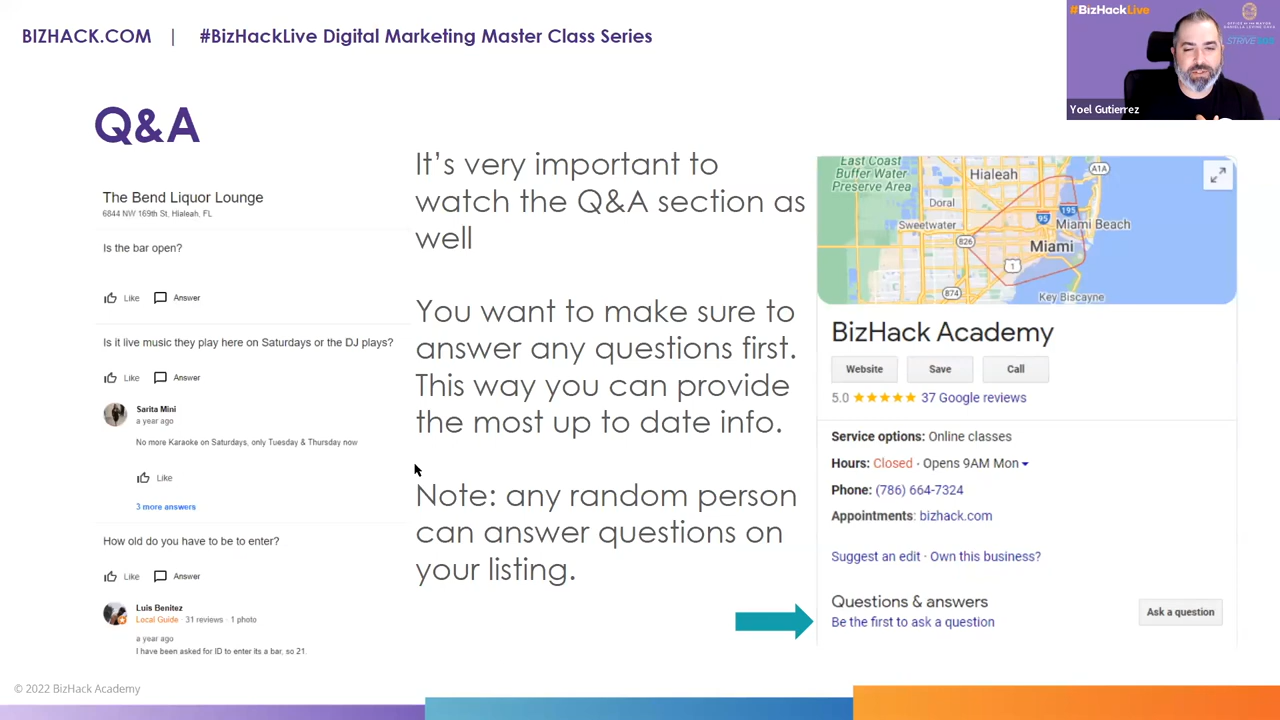 BIZHACK.COM | #BizHackLive Digital Marketing Master Class Series
#BizHackLive
Yoel Gutierrez
Q&A
The Bend Liquor Lounge
6844 NW 169th St, Hialeah, FL
Is the bar open?
Like Answer
Is it live music they play here on Saturdays or the DJ plays?
Like Answer
Sarita Mini
a year ago
No more Karaoke on Saturdays, only Tuesday & Thursday now
Like
3 more answers
How old do you have to be to enter?
Like Answer
Luis Benitez
Local Guide · 31 reviews · 1 photo
a year ago
I have been asked for ID to enter its a bar, so 21.
It’s very important to
watch the Q&A section as
well
You want to make sure to
answer any questions first.
This way you can provide
the most up to date info.
Note: any random person
can answer questions on
your listing.
East Coast
Buffer Water
Preserve Area
Hialeah
A1A
Doral
95
195
Miami Beach
Sweetwater
826
Miami
1
874
Key Biscayne
BizHack Academy
Website Save Call
5.0 37 Google reviews
Service options: Online classes
Hours: Closed · Opens 9AM Mon
Phone: (786) 664-7324
Appointments: bizhack.com
Suggest an edit · Own this business?
Questions & answers
Be the first to ask a question
Ask a question
© 2022 BizHack Academy